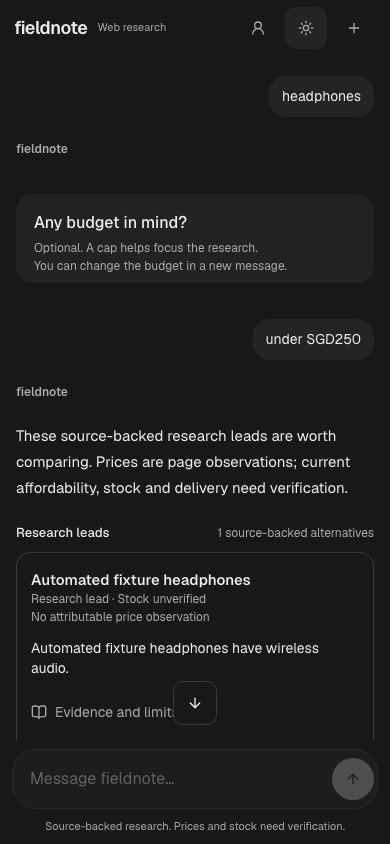 fieldnote Web research
headphones
fieldnote
Any budget in mind?
Optional. A cap helps focus the research.
You can change the budget in a new message.
under SGD250
fieldnote
These source-backed research leads are worth
comparing. Prices are page observations; current
affordability, stock and delivery need verification.
Research leads 1 source-backed alternatives
Automated fixture headphones
Research lead · Stock unverified
No attributable price observation
Automated fixture headphones have wireless
audio.
Evidence and limits
Message fieldnote...
Source-backed research. Prices and stock need verification.